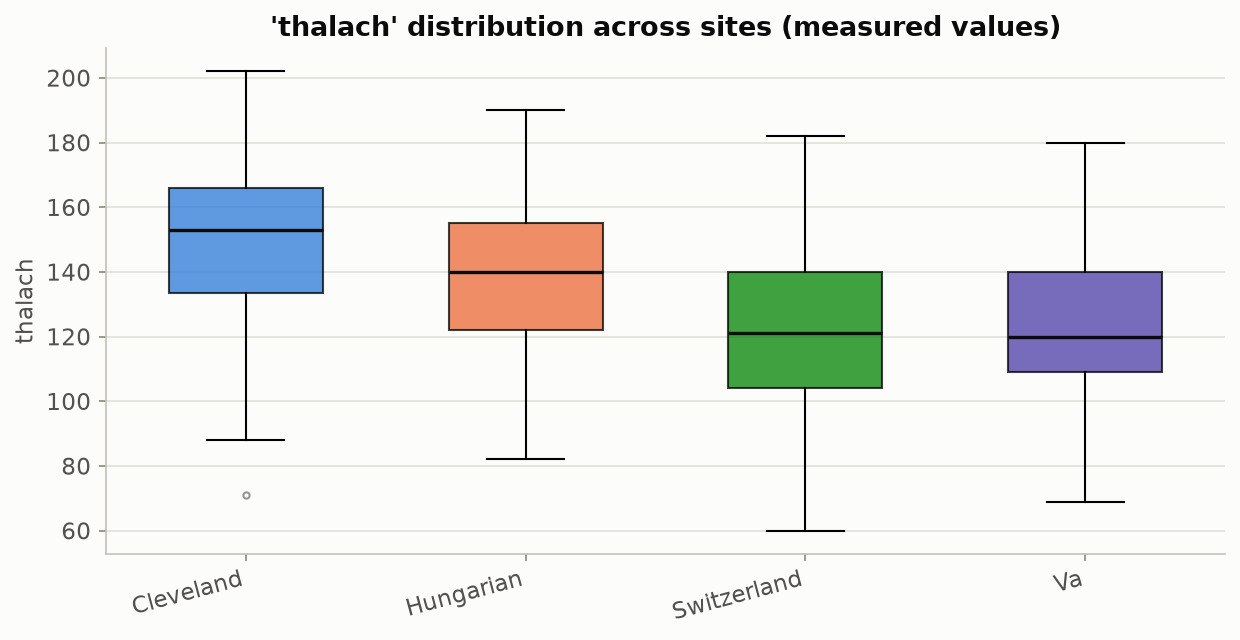 'thalach' distribution across sites (measured values)
thalach
200
180
160
140
120
100
80
60
Cleveland
Hungarian
Switzerland
Va